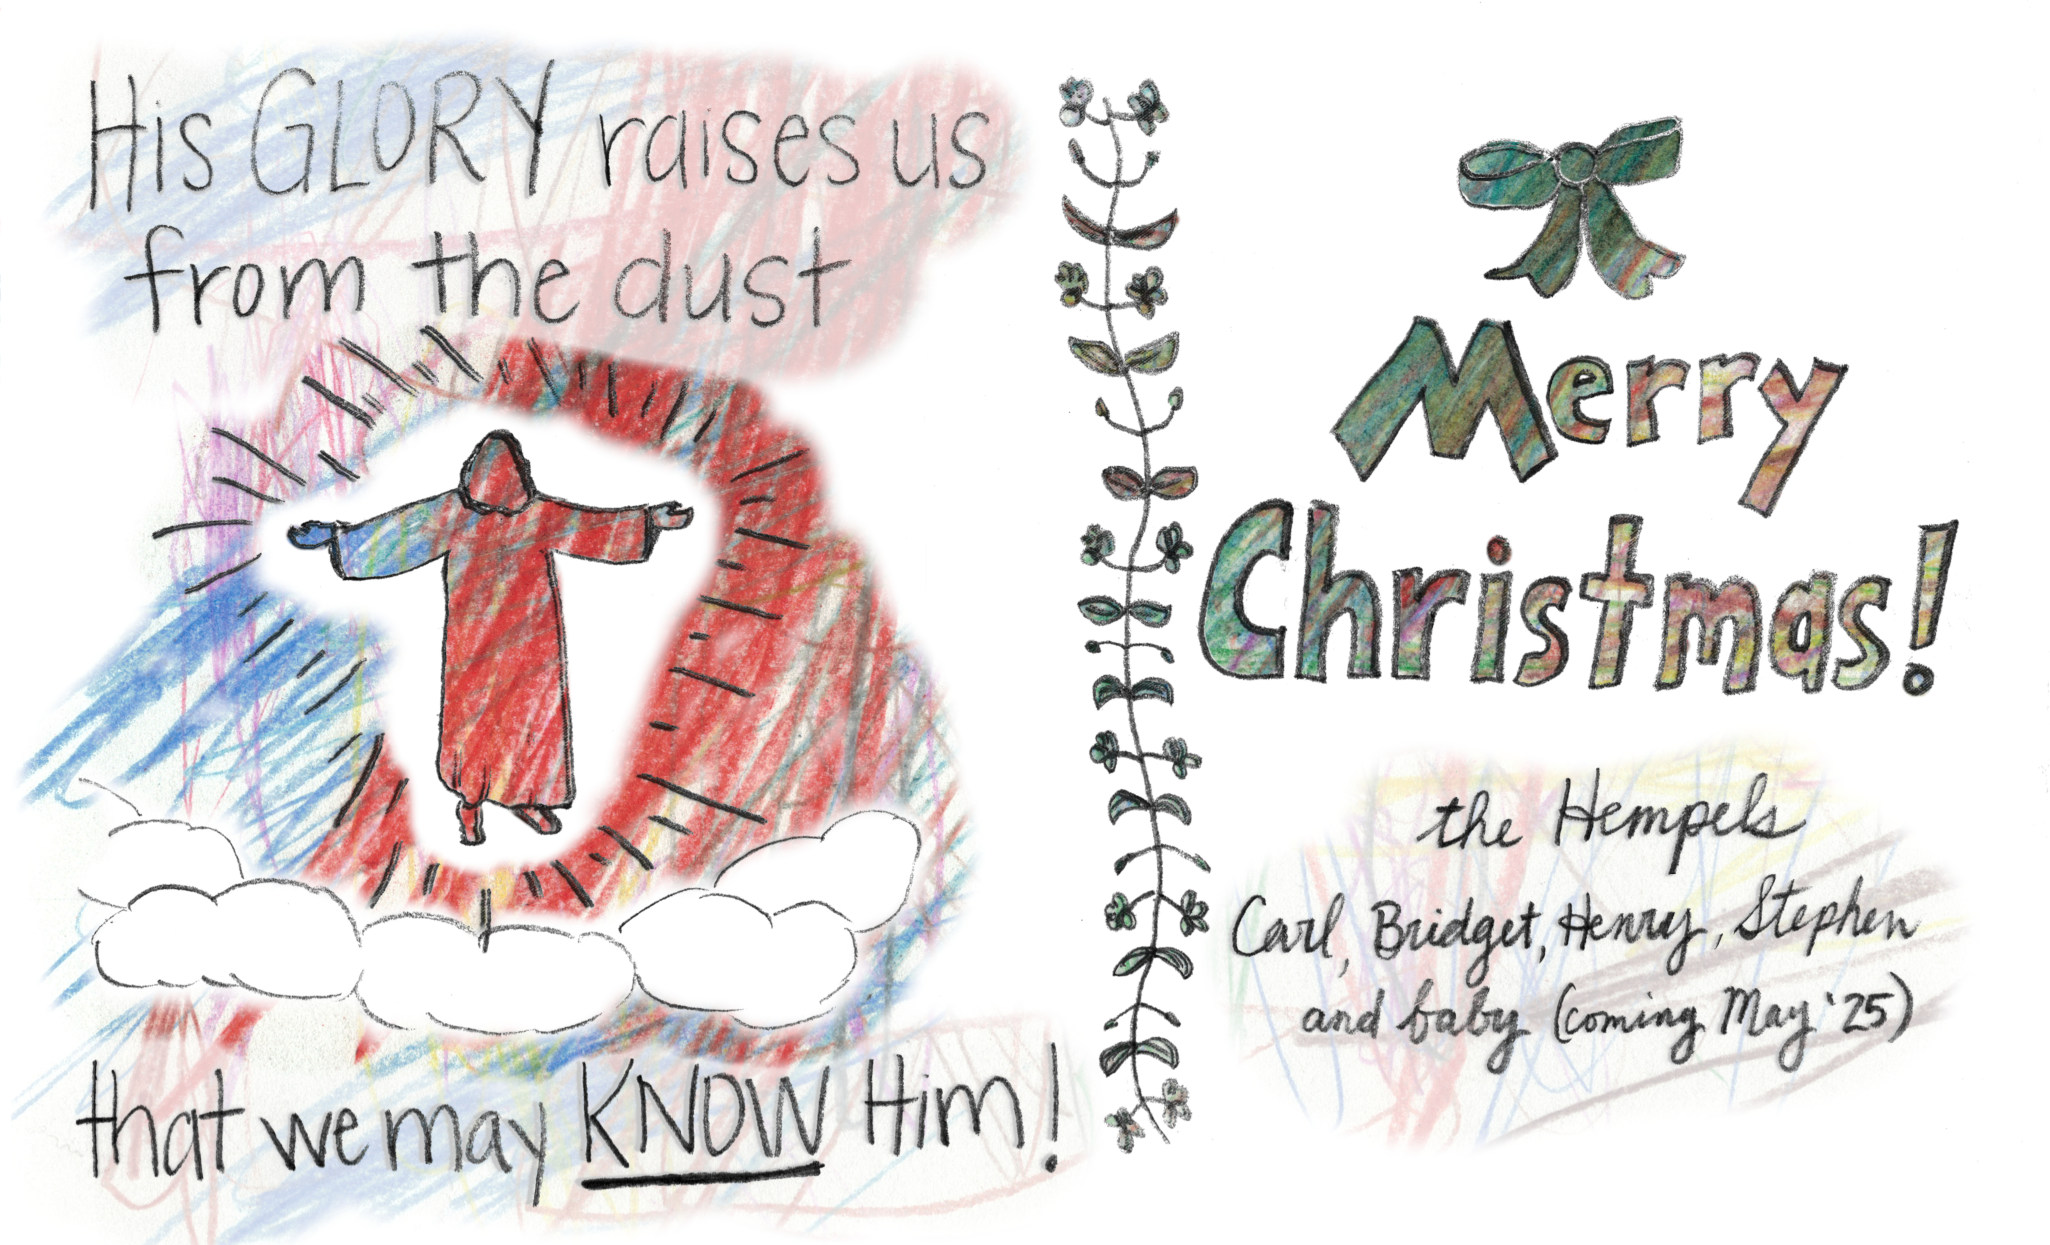 His GLORY raises us
from the dust
that we may KNOW Him!
Merry
Christmas!
the Hempels
Carl, Bridget, Henry, Stephen
and baby (coming May '25)